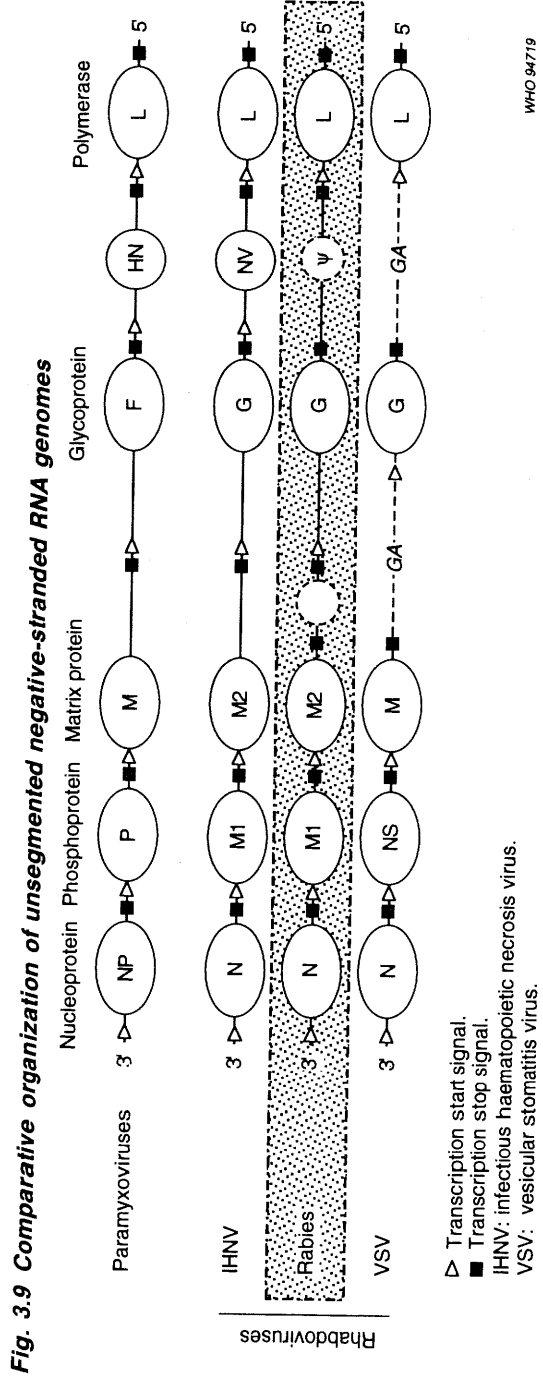 Fig. 3.9 Comparative organization of unsegmented negative-stranded RNA genomes
Nucleoprotein Phosphoprotein Matrix protein Glycoprotein Polymerase
Paramyxoviruses 3' NP P M F HN L 5'
Rhabdoviruses
IHNV 3' N M1 M2 G NV L 5'
Rabies 3' N M1 M2 G Ψ L 5'
VSV 3' N NS M GA G GA L 5'
▷ Transcription start signal.
■ Transcription stop signal.
IHNV: infectious haematopoietic necrosis virus.
VSV: vesicular stomatitis virus.
WHO 94719